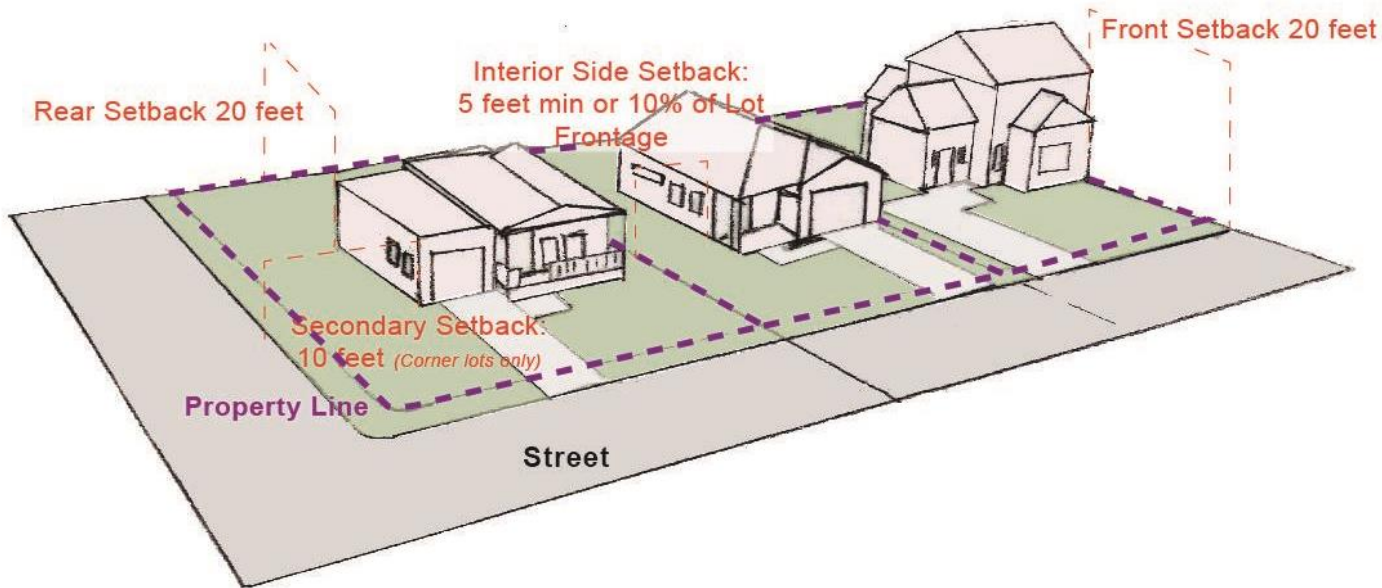 Front Setback 20 feet
Interior Side Setback:
5 feet min or 10% of Lot
Frontage
Rear Setback 20 feet
Secondary Setback:
10 feet (Corner lots only)
Property Line
Street